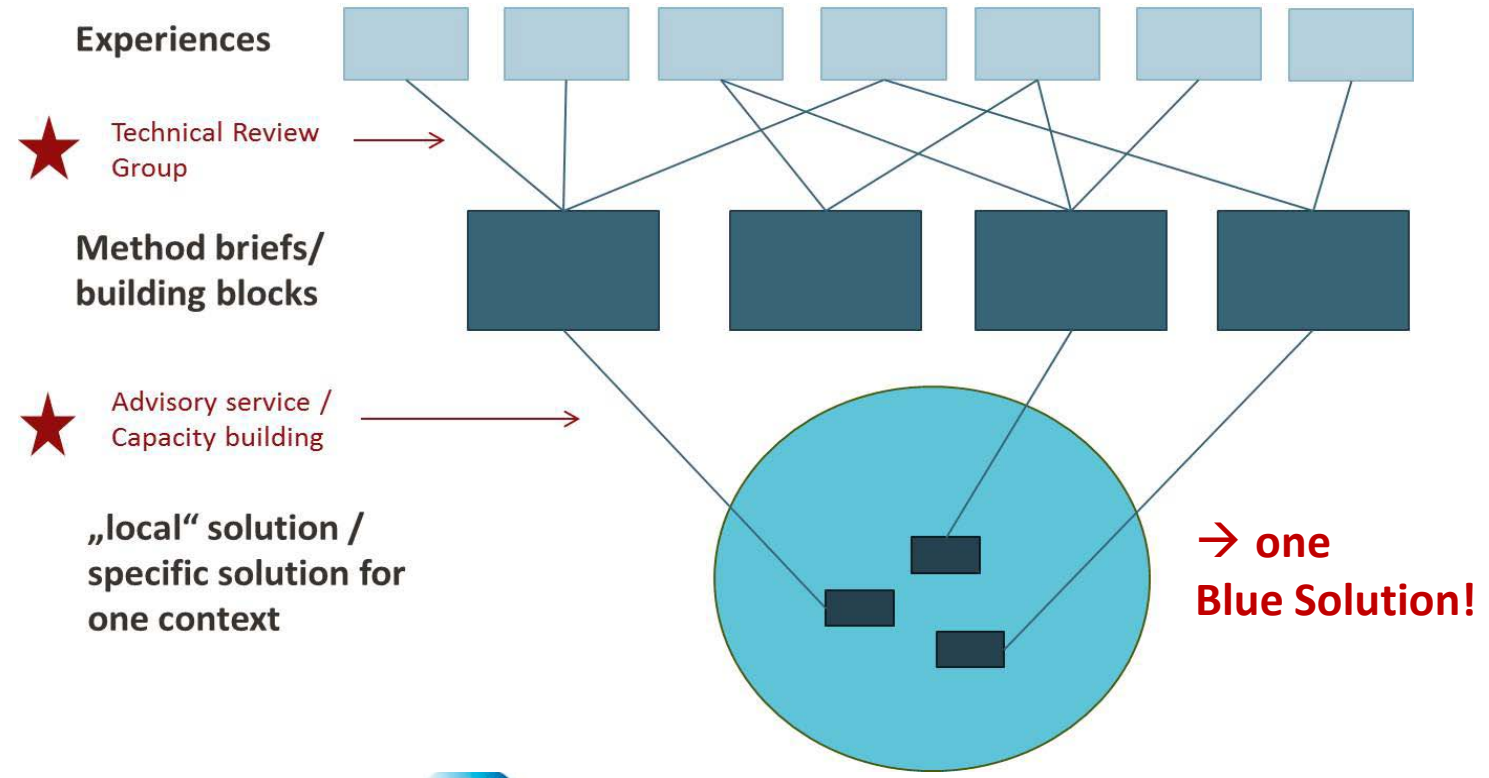 Experiences
Technical Review
Group
Method briefs/
building blocks
Advisory service /
Capacity building
„local“ solution /
specific solution for
one context
→ one
Blue Solution!